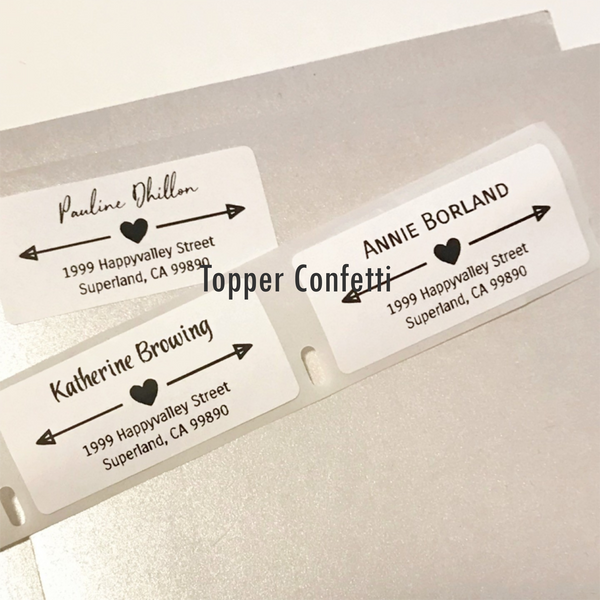 Pauline Dhillon
1999 Happyvalley Street
Superland, CA 99890
ANNIE BORLAND
1999 Happyvalley Street
Superland, CA 99890
Topper Confetti
Katherine Browing
1999 Happyvalley Street
Superland, CA 99890